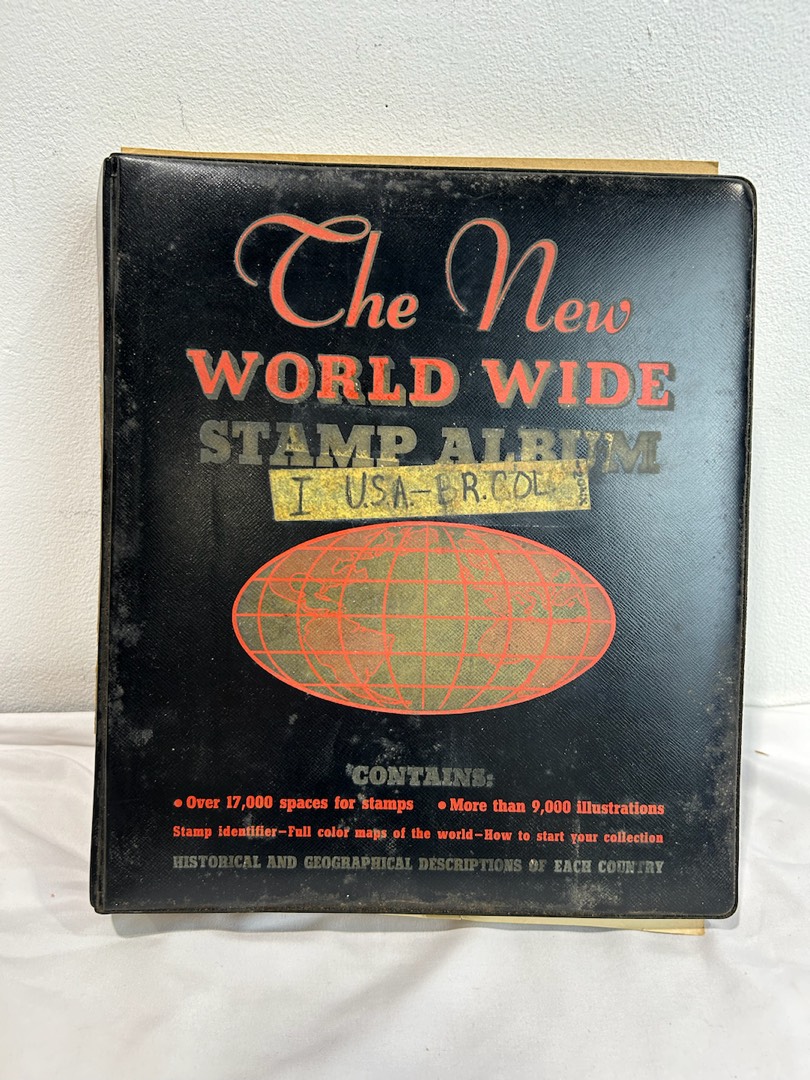 The New
WORLD WIDE
STAMP ALBUM
I U.S.A.-BR.COL
*CONTAINS:
• Over 17,000 spaces for stamps • More than 9,000 illustrations
Stamp identifier—Full color maps of the world—How to start your collection
HISTORICAL AND GEOGRAPHICAL DESCRIPTIONS OF EACH COUNTRY